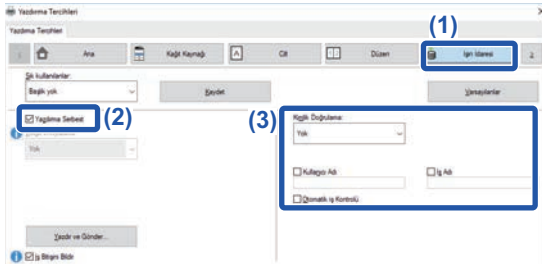 Yazdırma Tercihleri
Yazdırma Tercihleri
(1)
Ana
Kağıt Kaynağı
Cilt
Düzen
İşin İdaresi
Sık kullanılanlar:
Başlık yok
Kaydet
Varsayılanlar
Yazdırma Serbest
(2)
(3)
Kimlik Doğrulama:
Yok
Yok
Kullanıcı Adı
İş Adı
Otomatik İş Kontrolü
Yazdır ve Gönder...
İş Bitişini Bildir